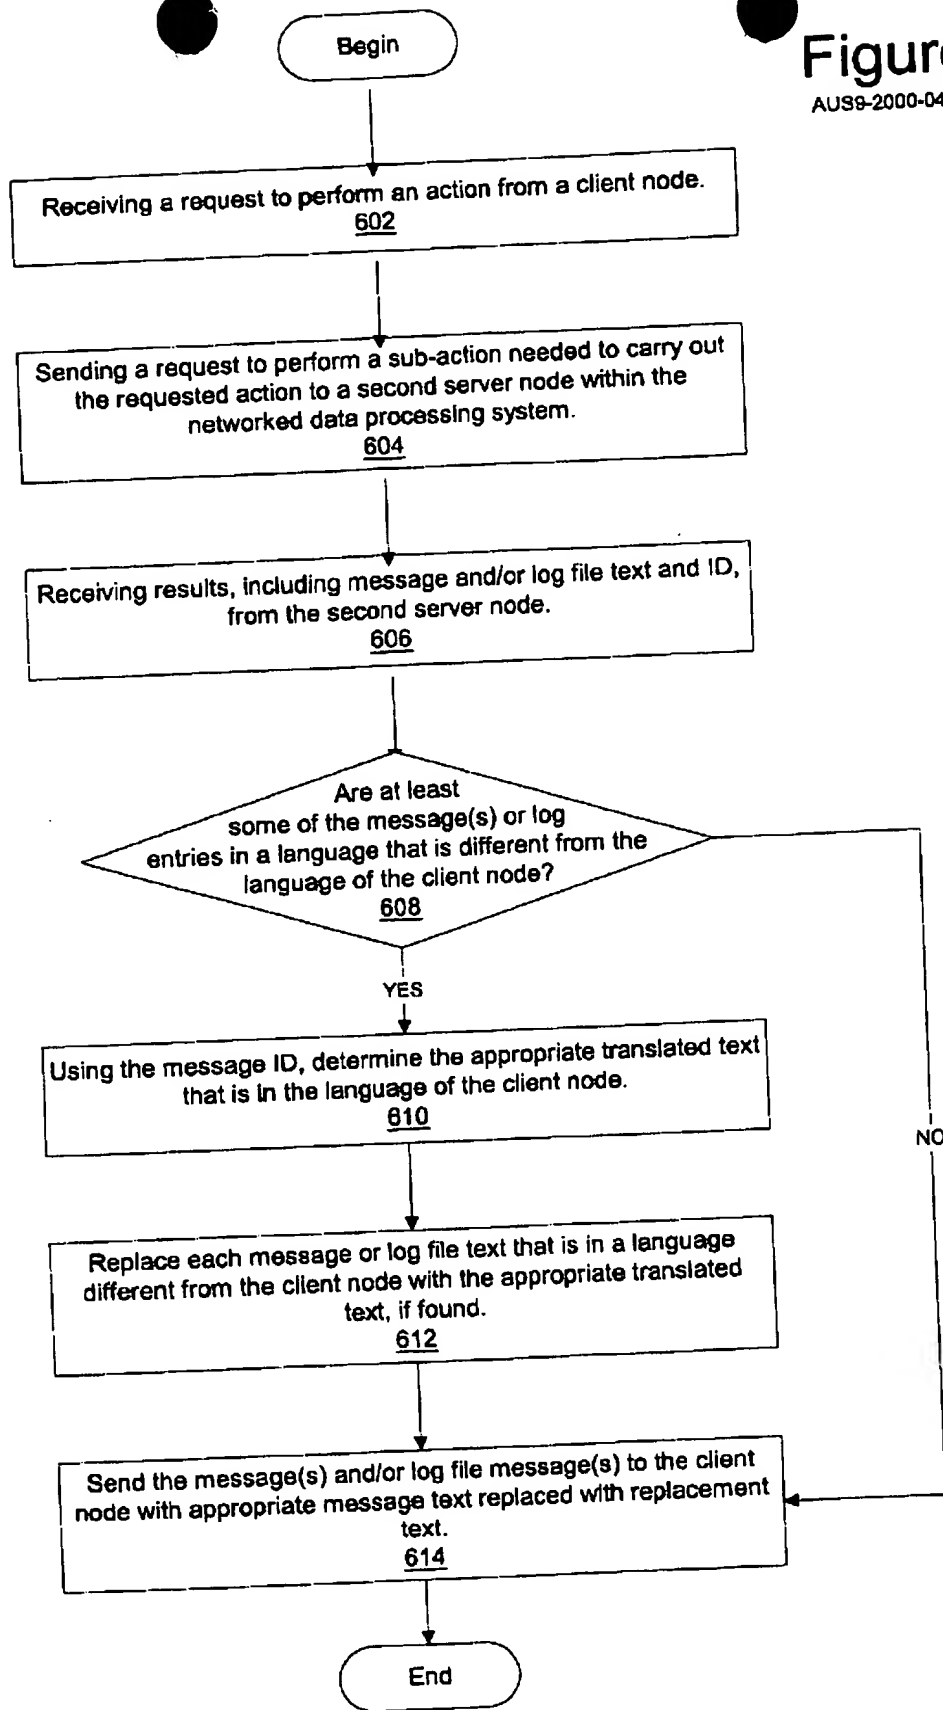 Begin
AUS9-2000-04
Receiving a request to perform an action from a client node.
602
Sending a request to perform a sub-action needed to carry out
the requested action to a second server node within the
networked data processing system.
604
Receiving results, including message and/or log file text and ID,
from the second server node.
606
Are at least
some of the message(s) or log
entries in a language that is different from the
language of the client node?
608
YES
NO
Using the message ID, determine the appropriate translated text
that is in the language of the client node.
610
Replace each message or log file text that is in a language
different from the client node with the appropriate translated
text, if found.
612
Send the message(s) and/or log file message(s) to the client
node with appropriate message text replaced with replacement
text.
614
End